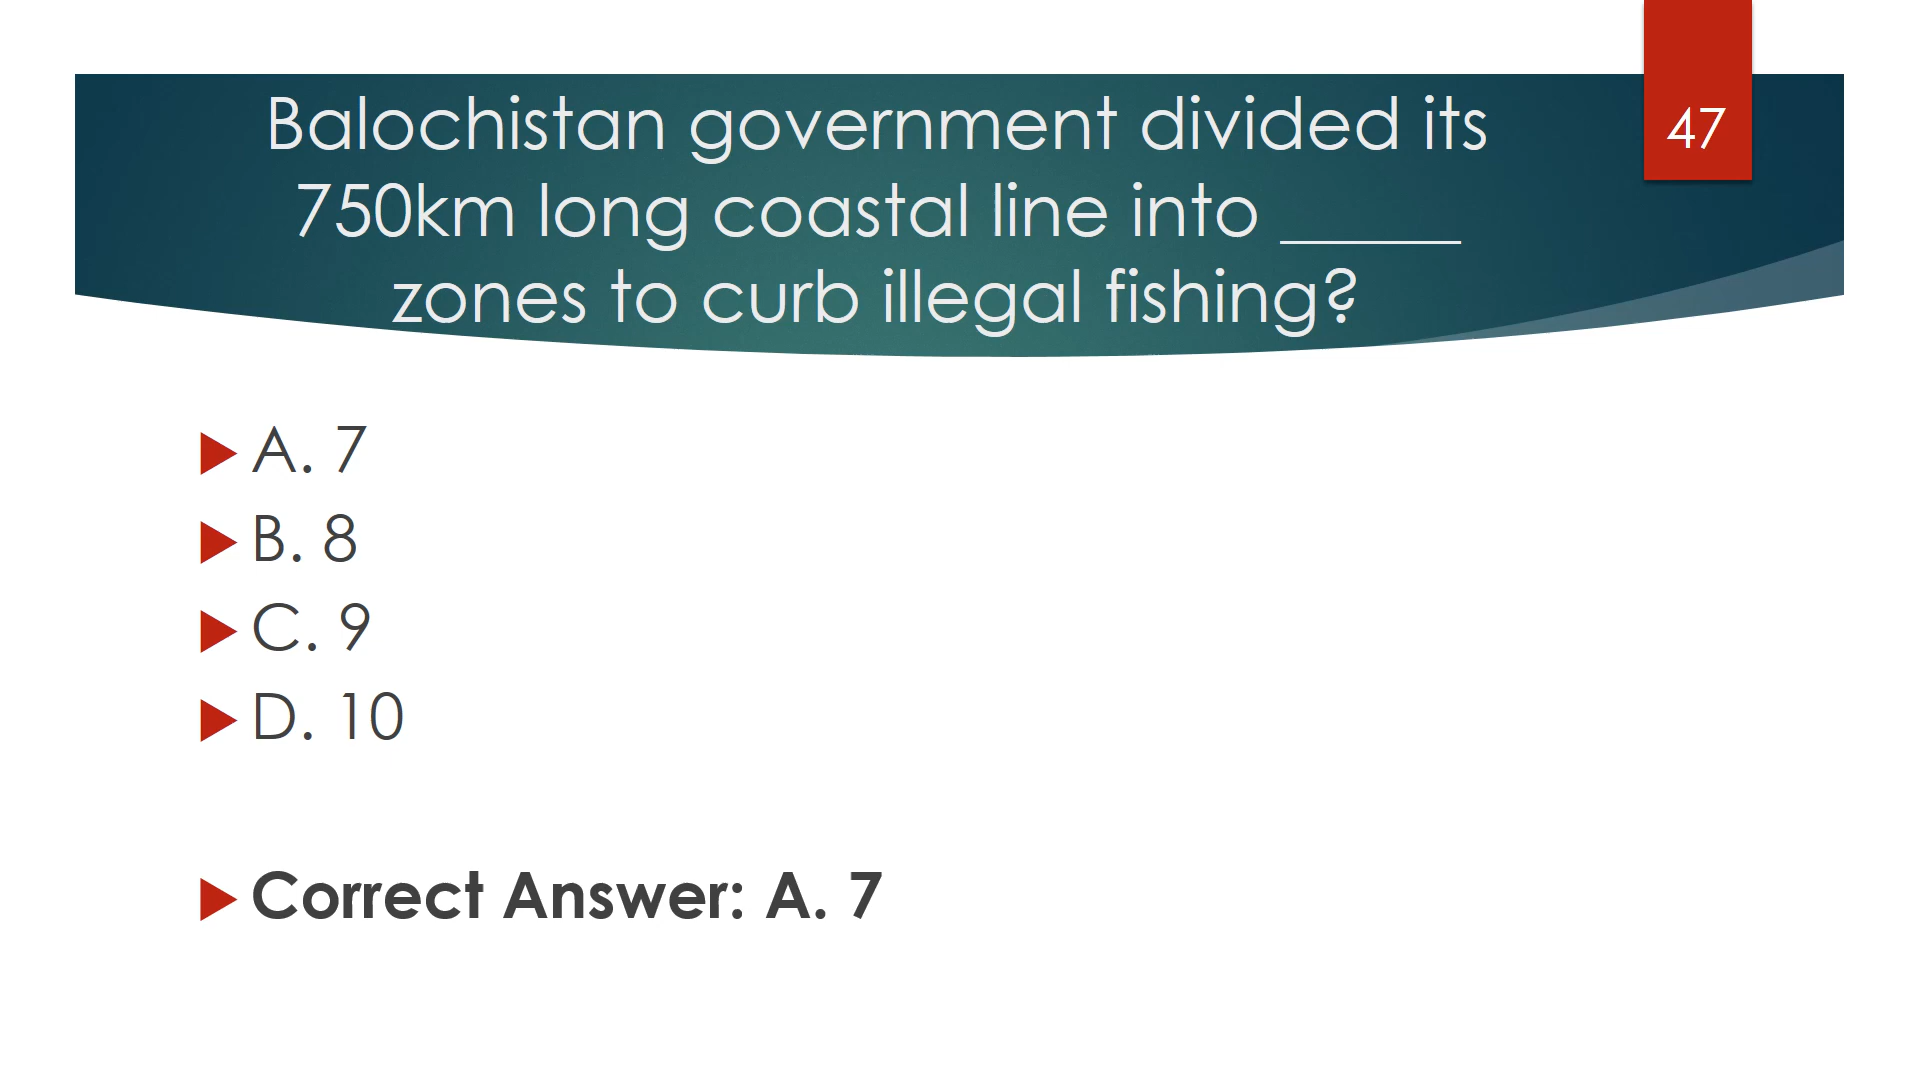 Balochistan government divided its
47
750km long coastal line into ______
zones to curb illegal fishing?
A. 7
B. 8
C. 9
D. 10
Correct Answer: A. 7